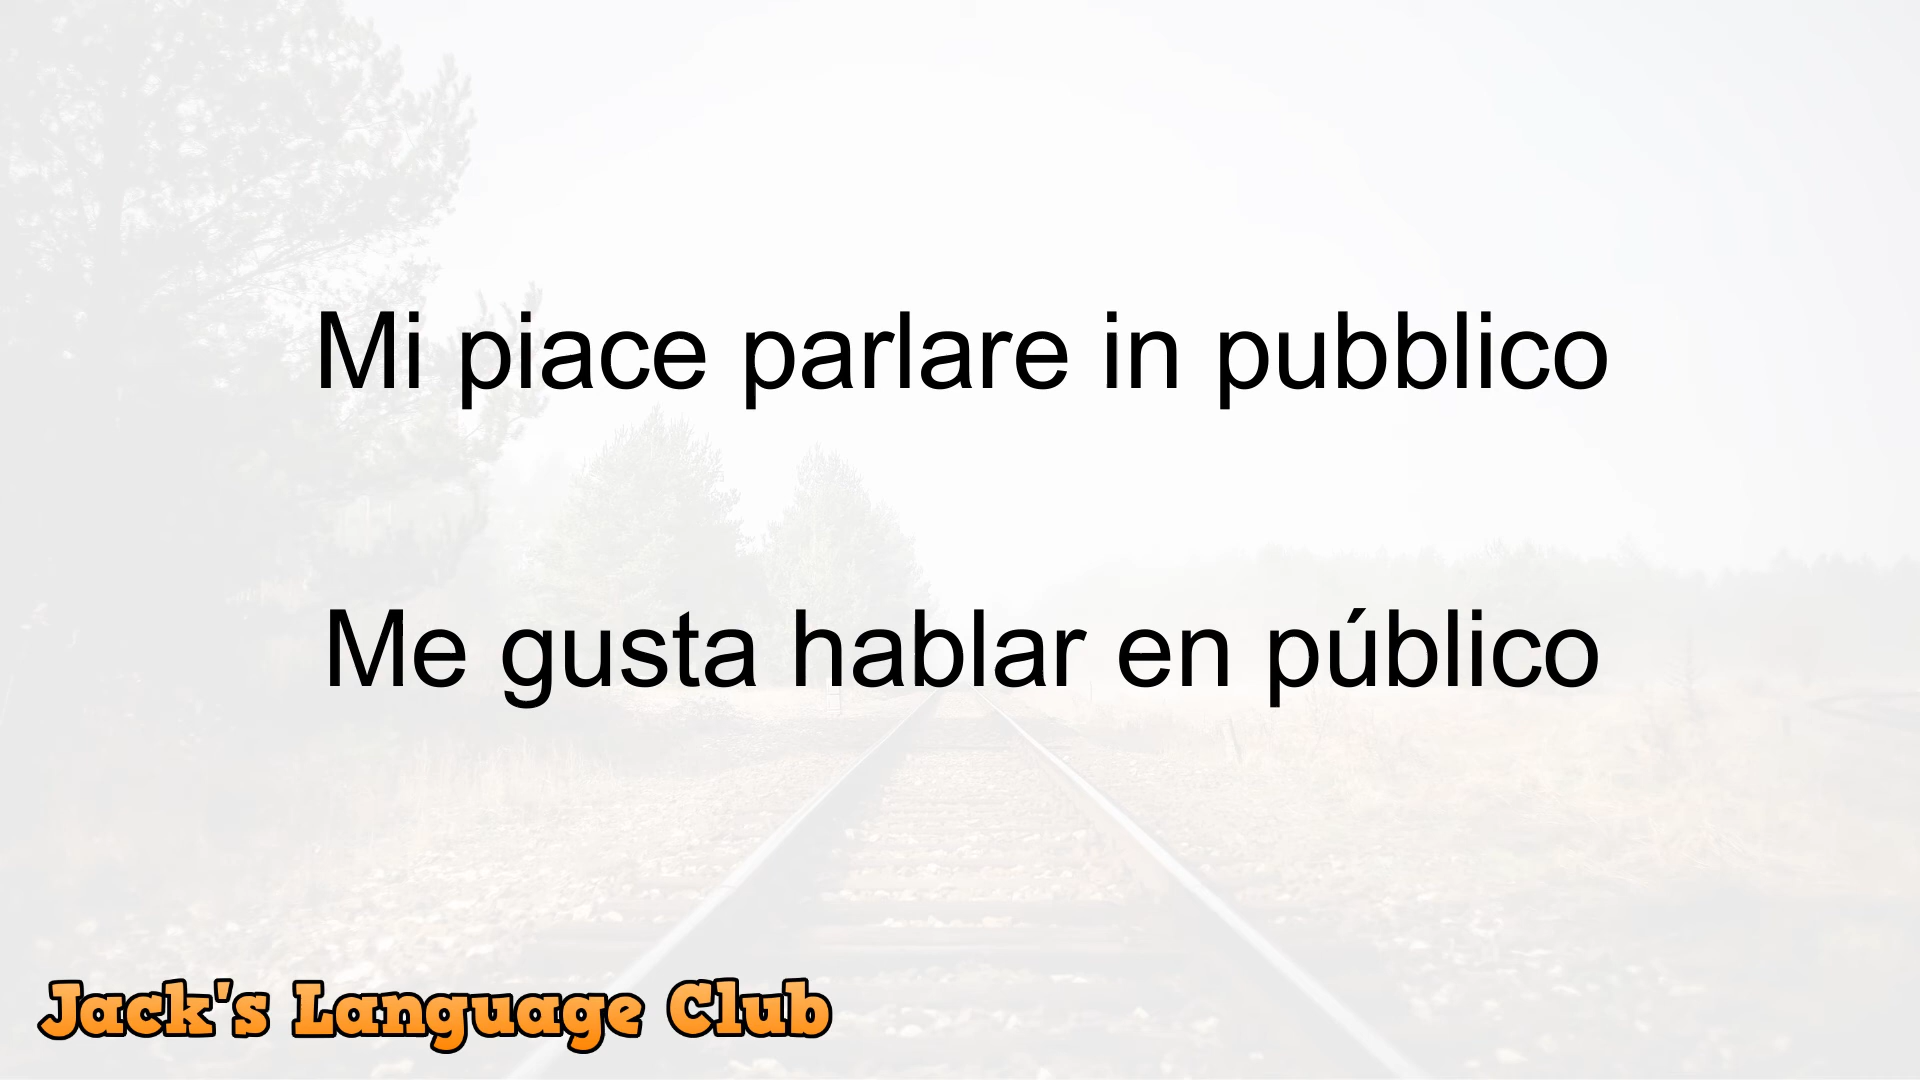 Mi piace parlare in pubblico
Me gusta hablar en público
Jack's Language Club